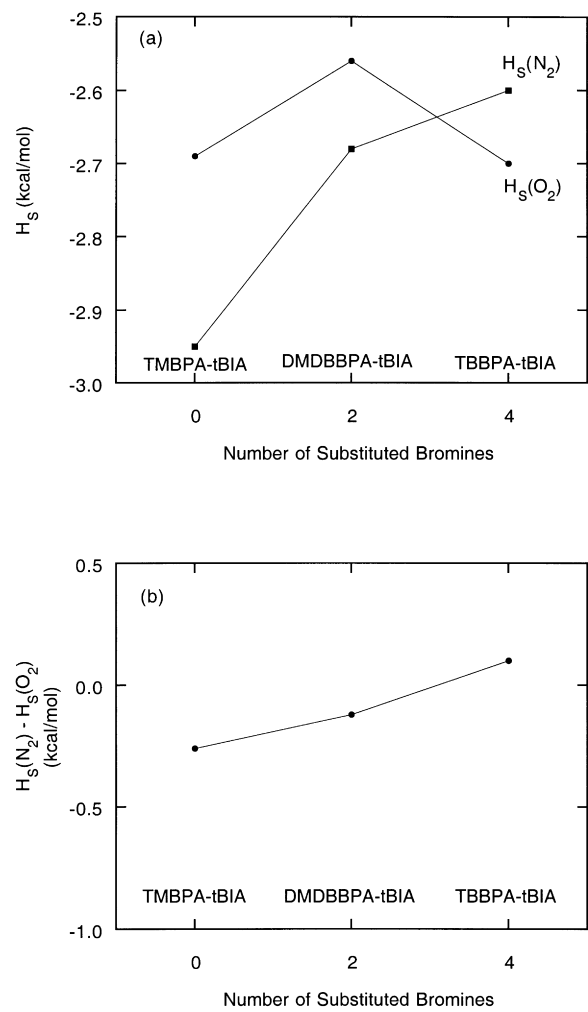 (a)
-2.5
-2.6
-2.7
-2.8
-2.9
-3.0
H_S (kcal/mol)
H_S(N_2)
H_S(O_2)
TMBPA-tBIA DMDBBPA-tBIA TBBPA-tBIA
0 2 4
Number of Substituted Bromines
(b)
0.5
0.0
-0.5
-1.0
H_S(N_2) - H_S(O_2)
(kcal/mol)
TMBPA-tBIA DMDBBPA-tBIA TBBPA-tBIA
0 2 4
Number of Substituted Bromines